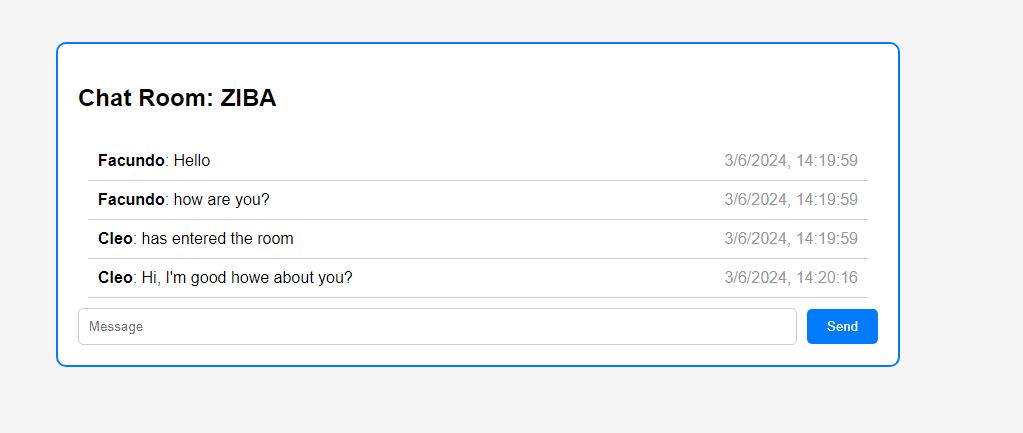 Chat Room: ZIBA
Facundo: Hello 3/6/2024, 14:19:59
Facundo: how are you? 3/6/2024, 14:19:59
Cleo: has entered the room 3/6/2024, 14:19:59
Cleo: Hi, I'm good howe about you? 3/6/2024, 14:20:16
Message Send